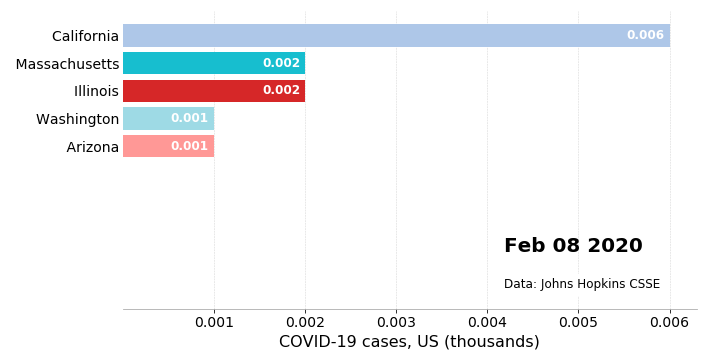 California 0.006
Massachusetts 0.002
Illinois 0.002
Washington 0.001
Arizona 0.001
Feb 08 2020
Data: Johns Hopkins CSSE
0.001 0.002 0.003 0.004 0.005 0.006
COVID-19 cases, US (thousands)